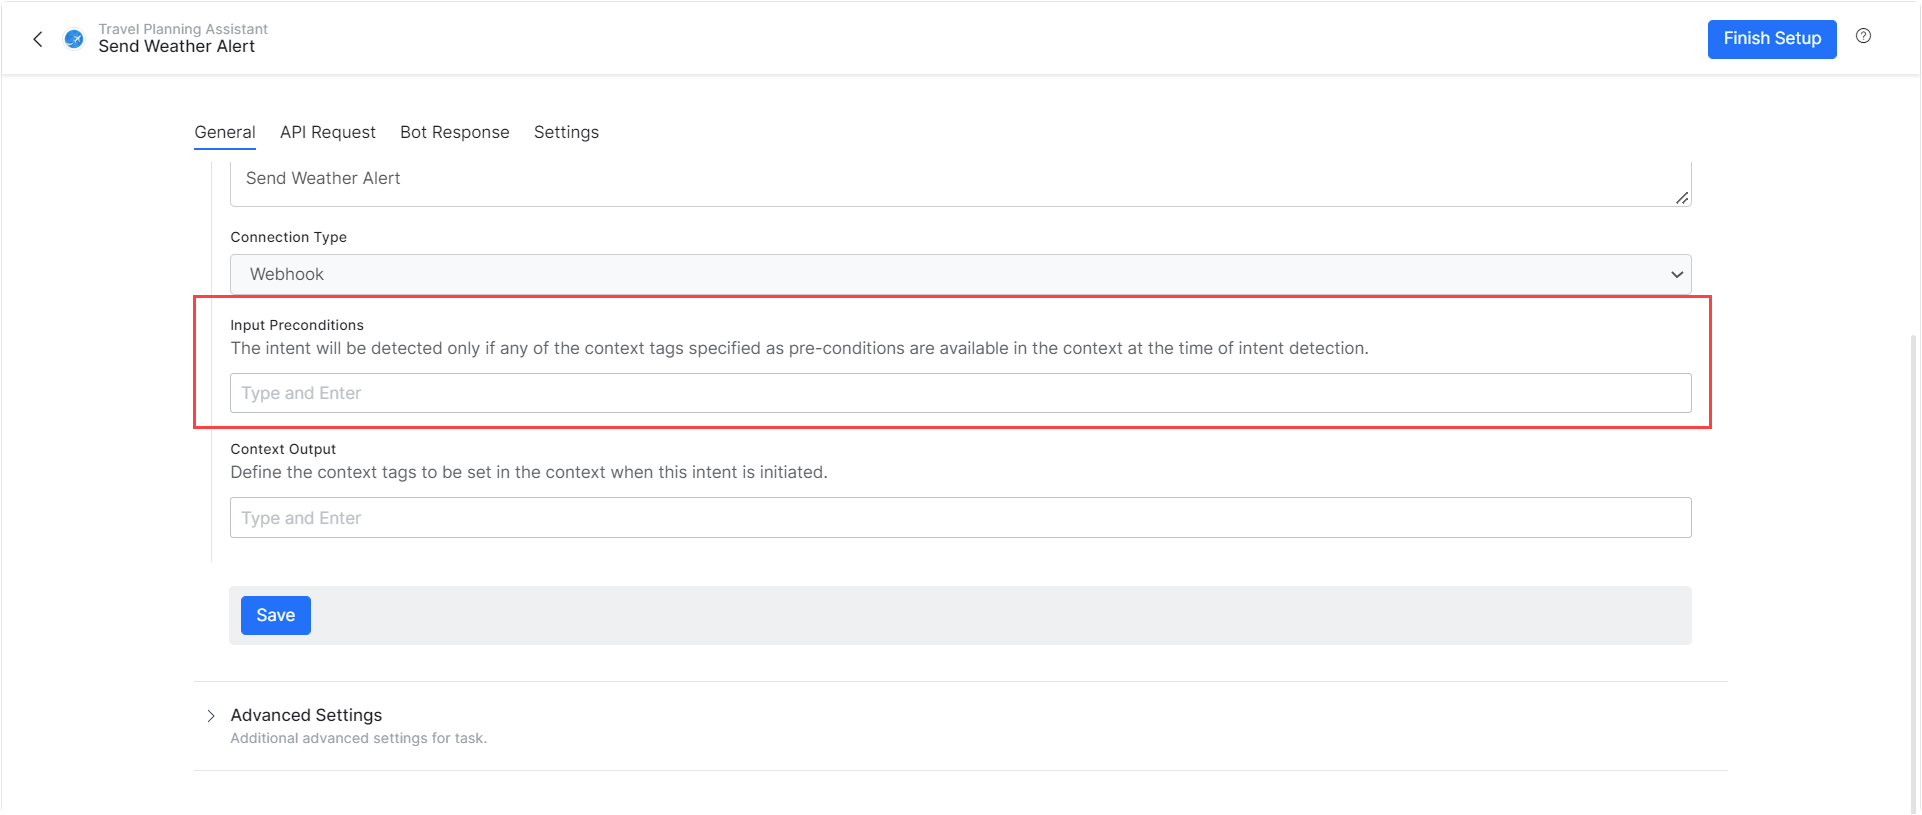 Travel Planning Assistant
Send Weather Alert
Finish Setup
General API Request Bot Response Settings
Send Weather Alert
Connection Type
Webhook
Input Preconditions
The intent will be detected only if any of the context tags specified as pre-conditions are available in the context at the time of intent detection.
Type and Enter
Context Output
Define the context tags to be set in the context when this intent is initiated.
Type and Enter
Save
Advanced Settings
Additional advanced settings for task.